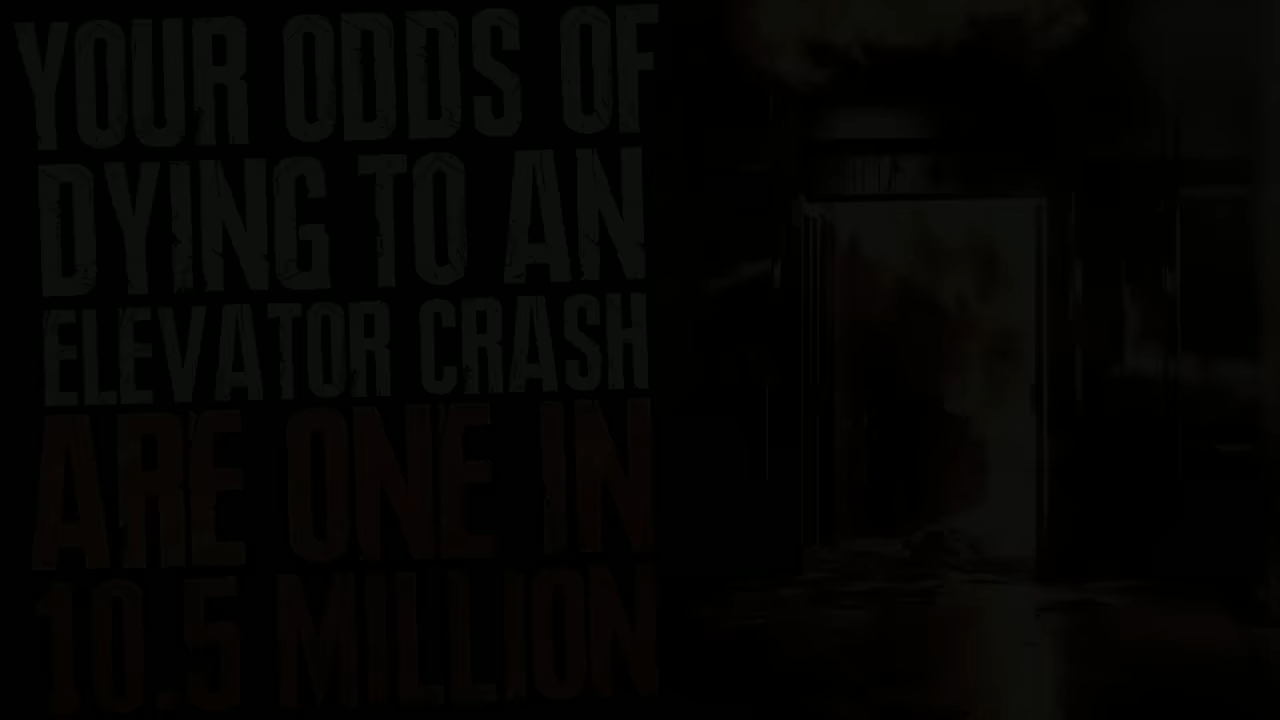 YOUR ODDS OF
DYING TO AN
ELEVATOR CRASH
ARE ONE IN
10.5 MILLION